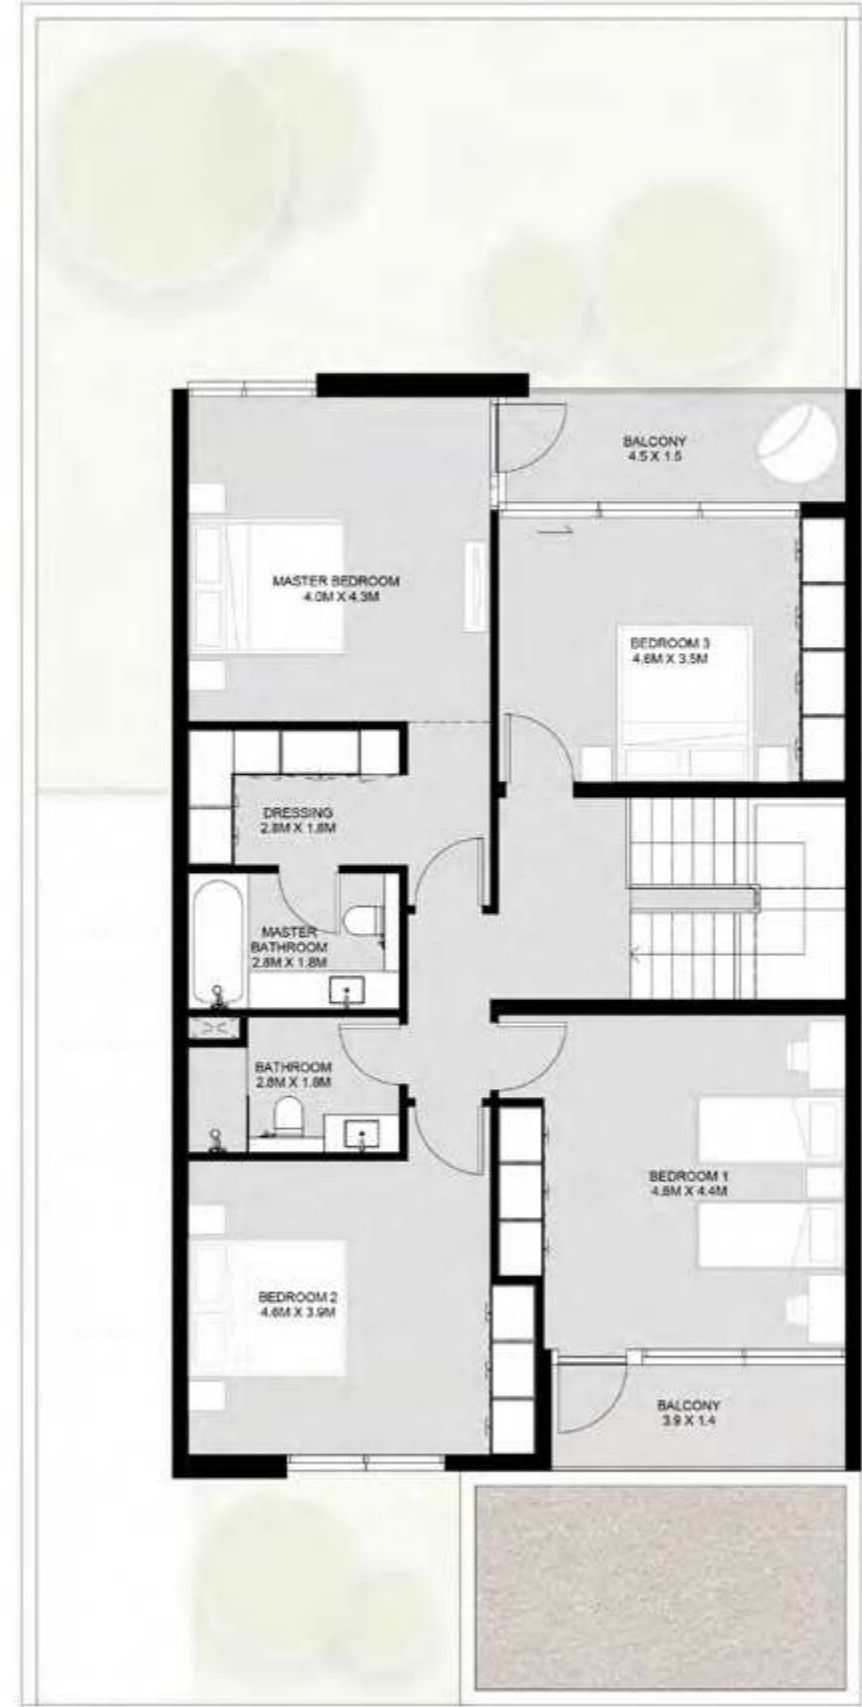 BALCONY
4.5 X 1.5
MASTER BEDROOM
4.0M X 4.3M
BEDROOM 3
4.6M X 3.5M
DRESSING
2.8M X 1.8M
MASTER
BATHROOM
2.8M X 1.8M
BATHROOM
2.8M X 1.8M
BEDROOM 1
4.8M X 4.4M
BEDROOM 2
4.6M X 3.9M
BALCONY
3.9 X 1.4